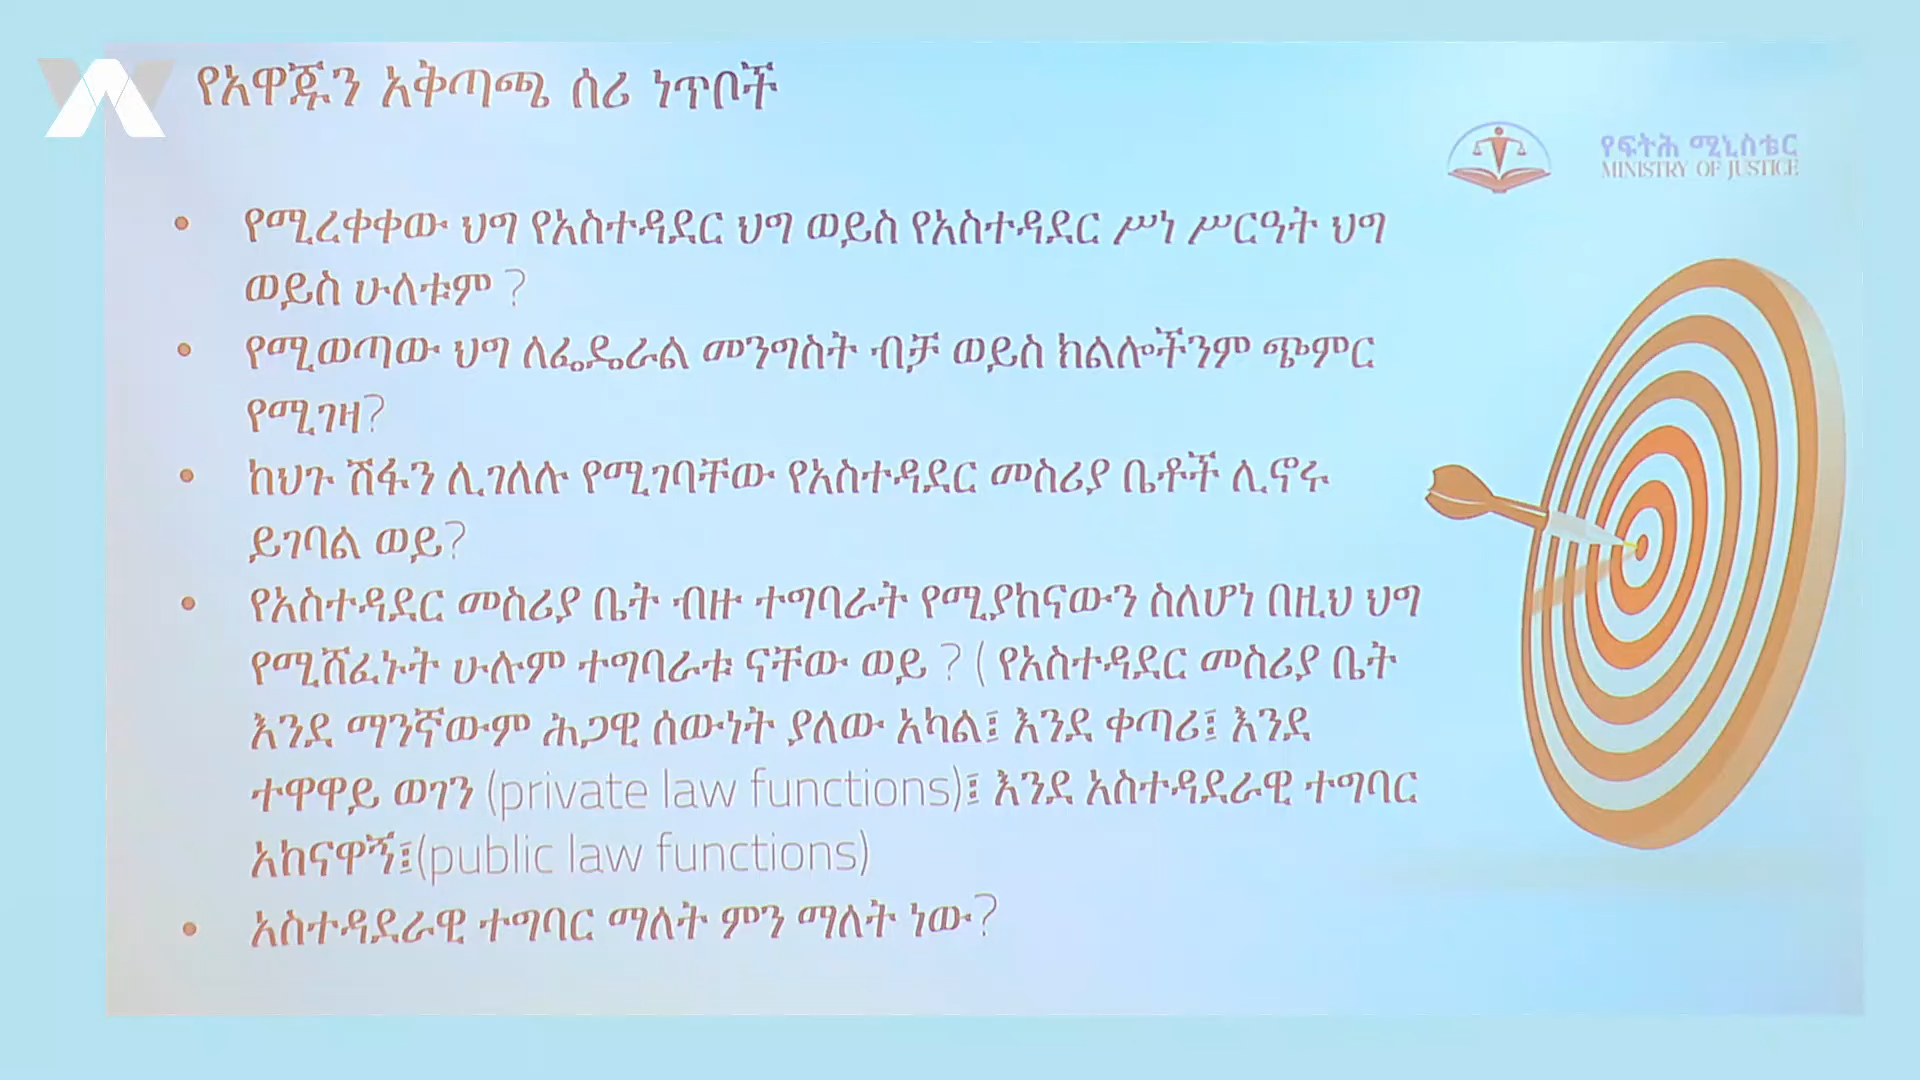 የአዋጁን አቅጣጫ ሰሪ ነጥቦች
የፍትሕ ሚኒስቴር
MINISTRY OF JUSTICE
• የሚረቀቀው ህግ የአስተዳደር ህግ ወይስ የአስተዳደር ሥነ ሥርዓት ህግ
ወይስ ሁለቱም ?
• የሚወጣው ህግ ለፌዴራል መንግስት ብቻ ወይስ ክልሎችንም ጭምር
የሚገዛ?
• ከህጉ ሽፋን ሊገለሉ የሚገባቸው የአስተዳደር መስሪያ ቤቶች ሊኖሩ
ይገባል ወይ?
• የአስተዳደር መስሪያ ቤት ብዙ ተግባራት የሚያከናውን ስለሆነ በዚህ ህግ
የሚሸፈኑት ሁሉም ተግባራቱ ናቸው ወይ ? ( የአስተዳደር መስሪያ ቤት
እንደ ማንኛውም ሕጋዊ ሰውነት ያለው አካል፤ እንደ ቀጣሪ፤ እንደ
ተዋዋይ ወገን (private law functions)፤ እንደ አስተዳደራዊ ተግባር
አከናዋኝ፤(public law functions)
• አስተዳደራዊ ተግባር ማለት ምን ማለት ነው?